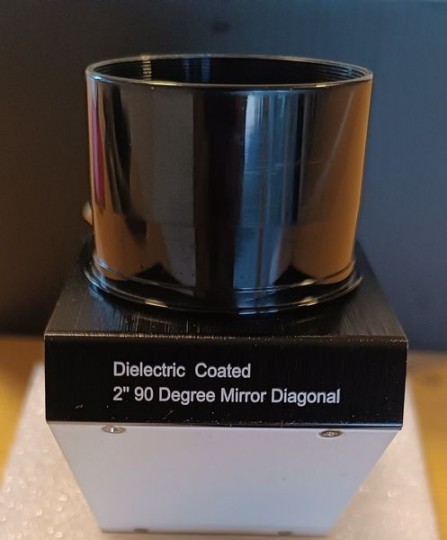 Dielectric Coated
2" 90 Degree Mirror Diagonal